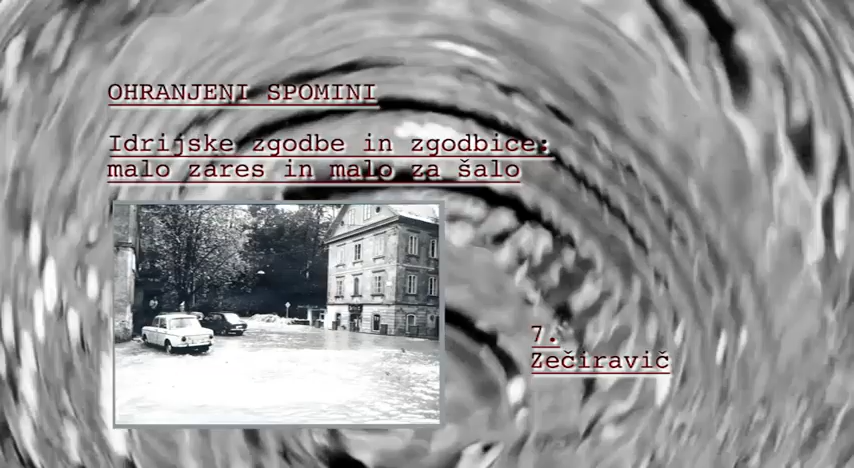 OHRANJENI SPOMINI
Idrijske zgodbe in zgodbice:
malo zares in malo za šalo
7.
Zečiravič